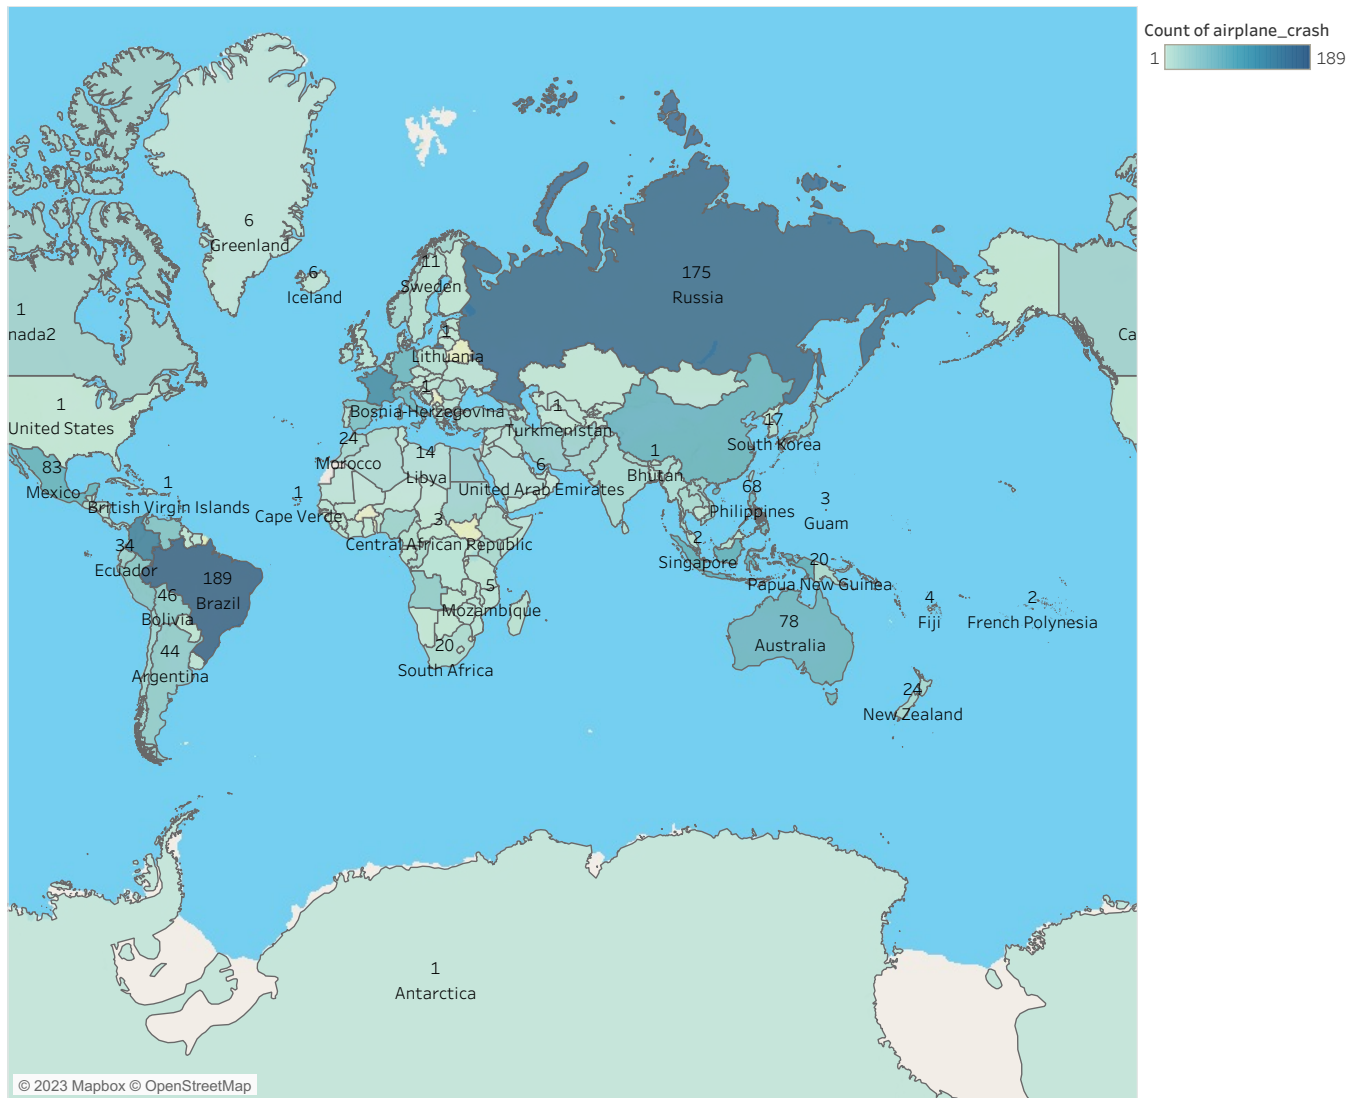 Count of airplane_crash
1 189
6
Greenland
6
Iceland
11
Sweden
175
Russia
1
nada2
Ca
1
Lithuania
1
United States
1
Bosnia-Herzegovina
1
Turkmenistan
17
South Korea
24
Morocco
14
Libya
6
United Arab Emirates
1
Bhutan
83
Mexico
1
British Virgin Islands
1
Cape Verde
68
Philippines
3
Guam
3
Central African Republic
34
Ecuador
2
Singapore
20
Papua New Guinea
189
Brazil
46
Bolivia
5
Mozambique
4
Fiji
2
French Polynesia
78
Australia
44
Argentina
20
South Africa
24
New Zealand
1
Antarctica
© 2023 Mapbox © OpenStreetMap